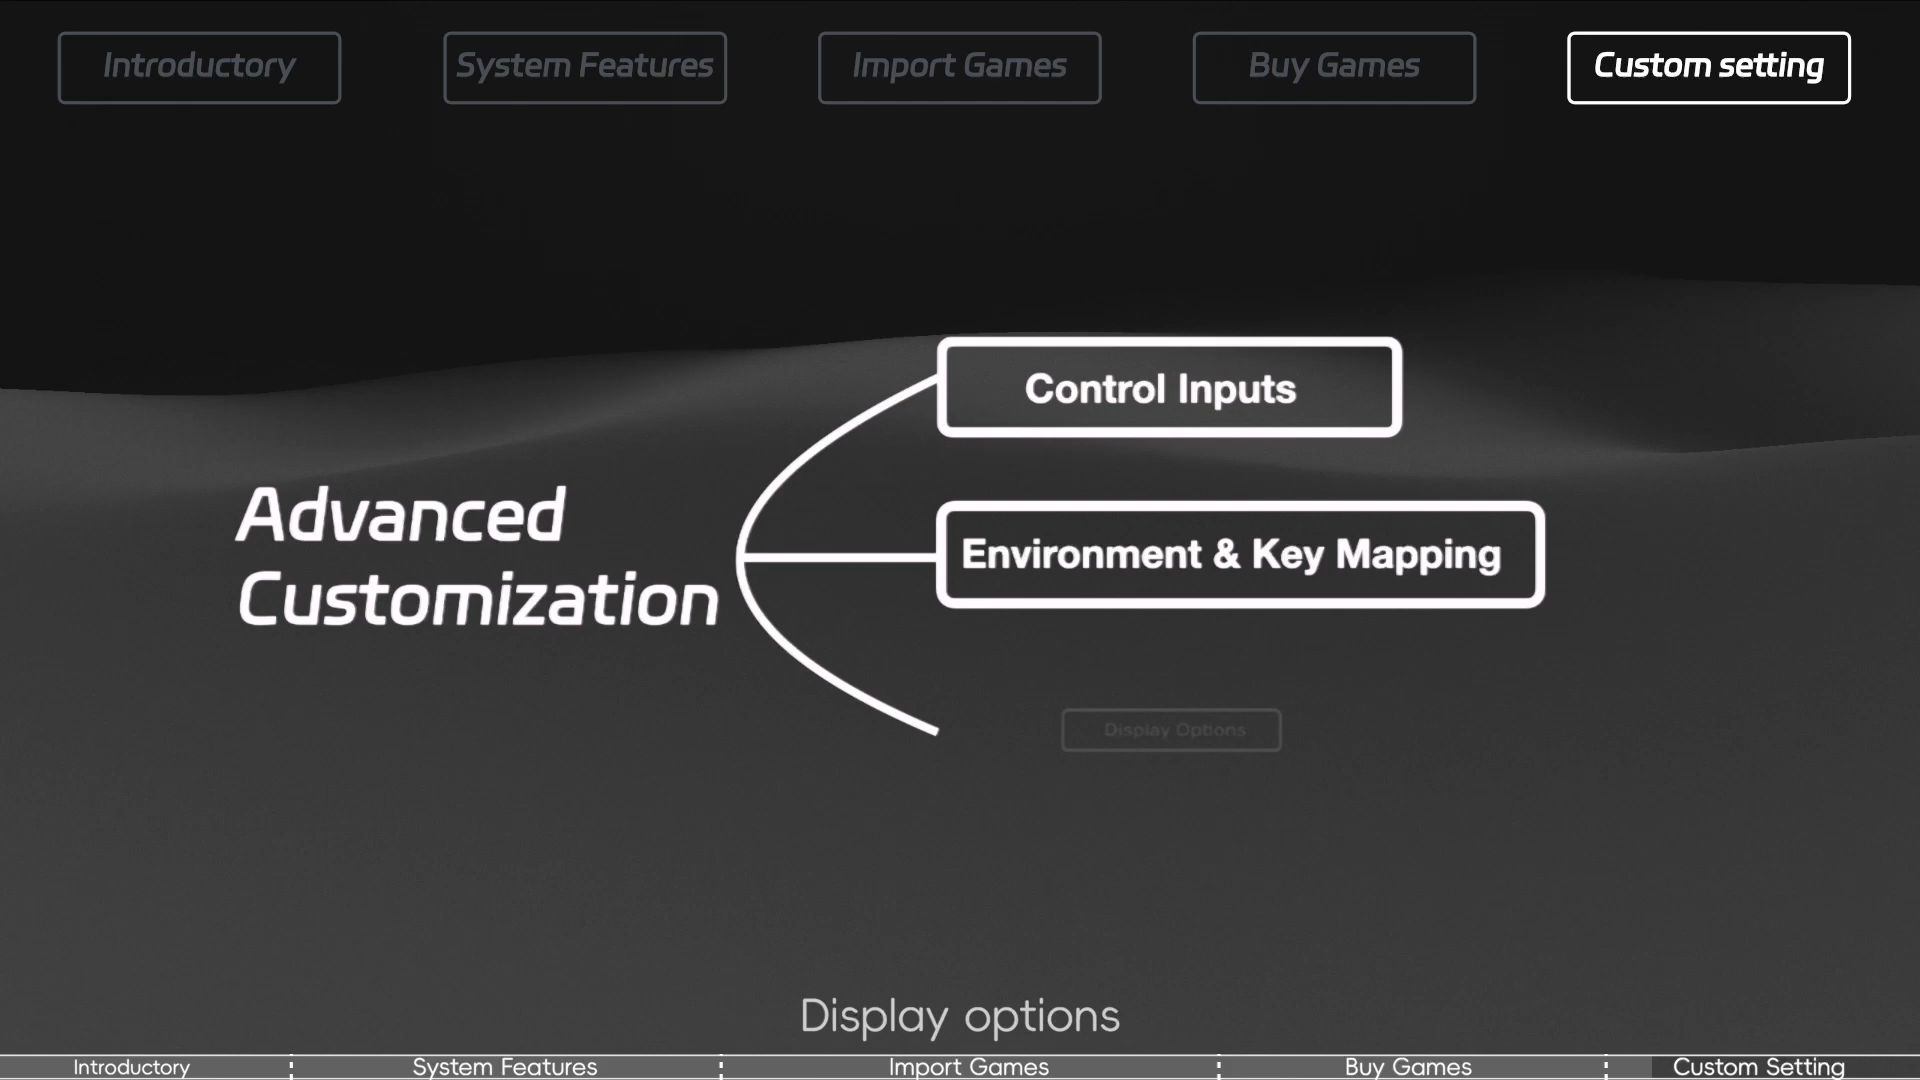 Introductory
System Features
Import Games
Buy Games
Custom setting
Advanced
Customization
Control Inputs
Environment & Key Mapping
Display Options
Display options
Introductory
System Features
Import Games
Buy Games
Custom Setting